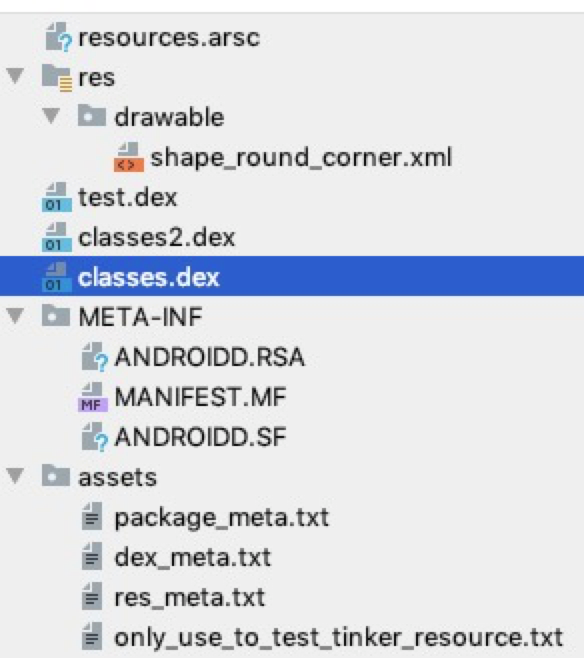 resources.arsc
res
drawable
shape_round_corner.xml
test.dex
classes2.dex
classes.dex
META-INF
ANDROIDD.RSA
MANIFEST.MF
ANDROIDD.SF
assets
package_meta.txt
dex_meta.txt
res_meta.txt
only_use_to_test_tinker_resource.txt